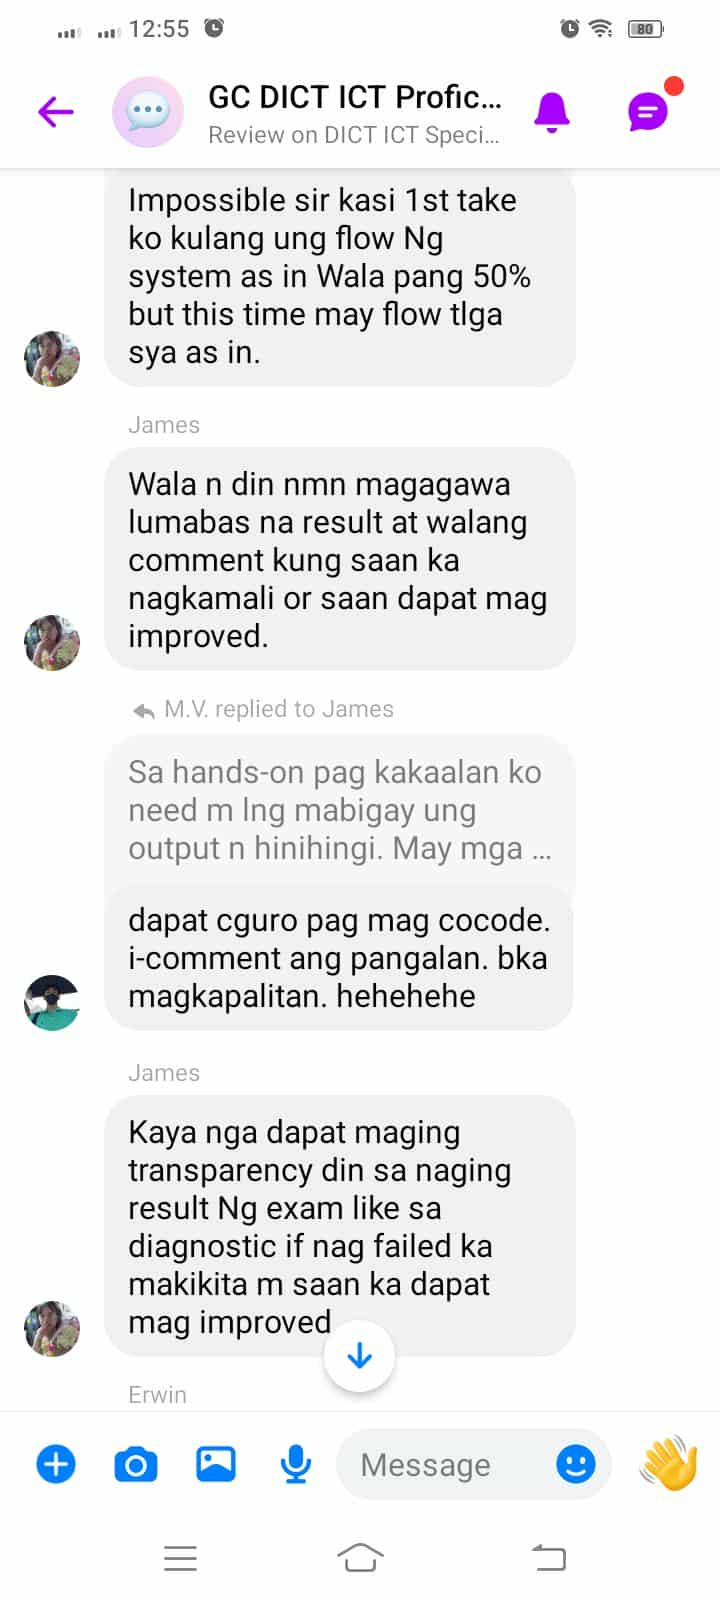 12:55
80
GC DICT ICT Profic...
Review on DICT ICT Speci...
Impossible sir kasi 1st take
ko kulang ung flow Ng
system as in Wala pang 50%
but this time may flow tlga
sya as in.
James
Wala n din nmn magagawa
lumabas na result at walang
comment kung saan ka
nagkamali or saan dapat mag
improved.
M.V. replied to James
Sa hands-on pag kakaalan ko
need m lng mabigay ung
output n hinihingi. May mga ...
dapat cguro pag mag cocode.
i-comment ang pangalan. bka
magkapalitan. hehehehe
James
Kaya nga dapat maging
transparency din sa naging
result Ng exam like sa
diagnostic if nag failed ka
makikita m saan ka dapat
mag improved
Erwin
Message